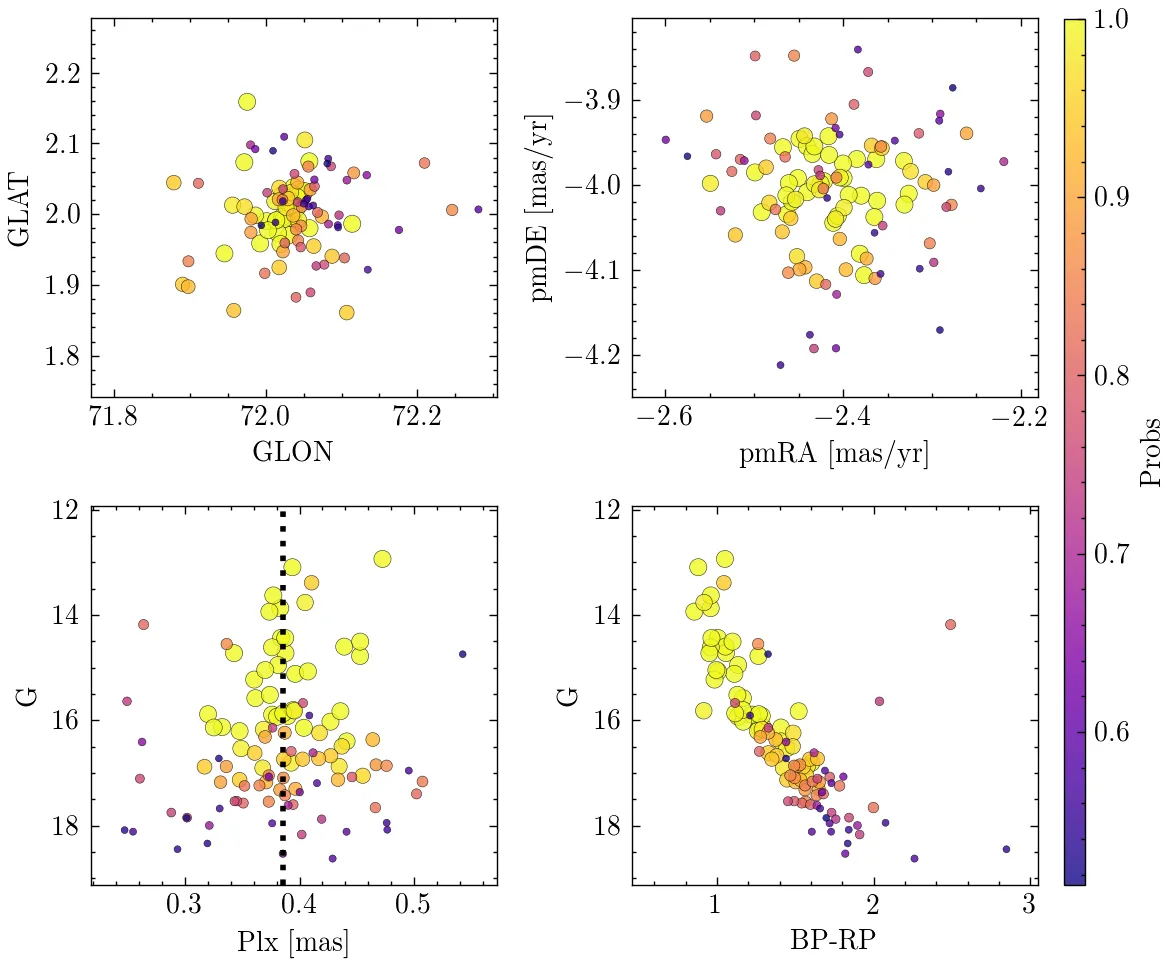 2.2
2.1
2.0
1.9
1.8
GLAT
71.8 72.0 72.2
GLON
−3.9
−4.0
−4.1
−4.2
pmDE [mas/yr]
−2.6 −2.4 −2.2
pmRA [mas/yr]
12
14
16
18
G
0.3 0.4 0.5
Plx [mas]
12
14
16
18
G
1 2 3
BP-RP
1.0
0.9
0.8
0.7
0.6
Probs